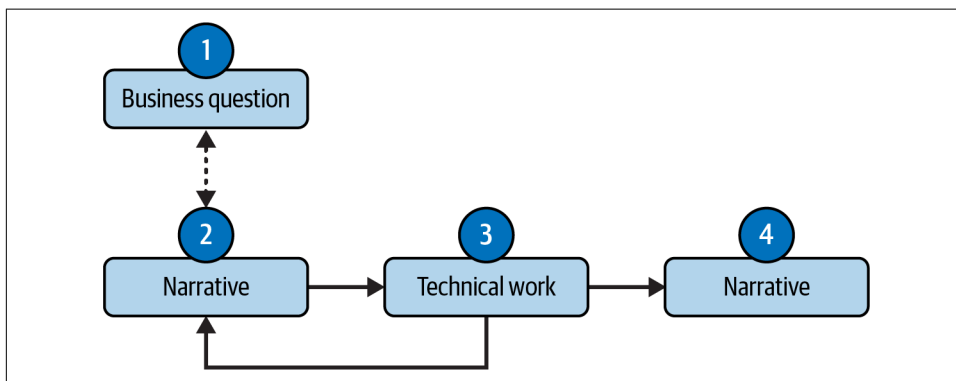 1
Business question
2
Narrative
3
Technical work
4
Narrative